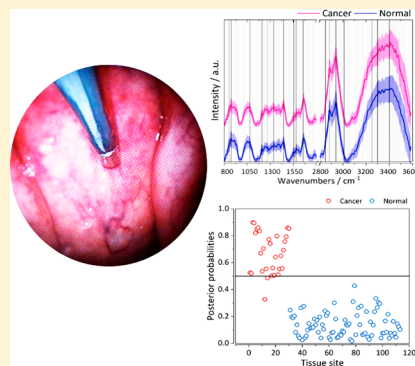 Cancer Normal
Intensity / a.u.
800 1050 1300 1550 2800 3000 3400 3600
Wavenumbers / cm⁻¹
Cancer Normal
Posterior probabilities
1.0
0.8
0.6
0.4
0.2
0.0
0 20 40 60 80 100 120
Tissue site